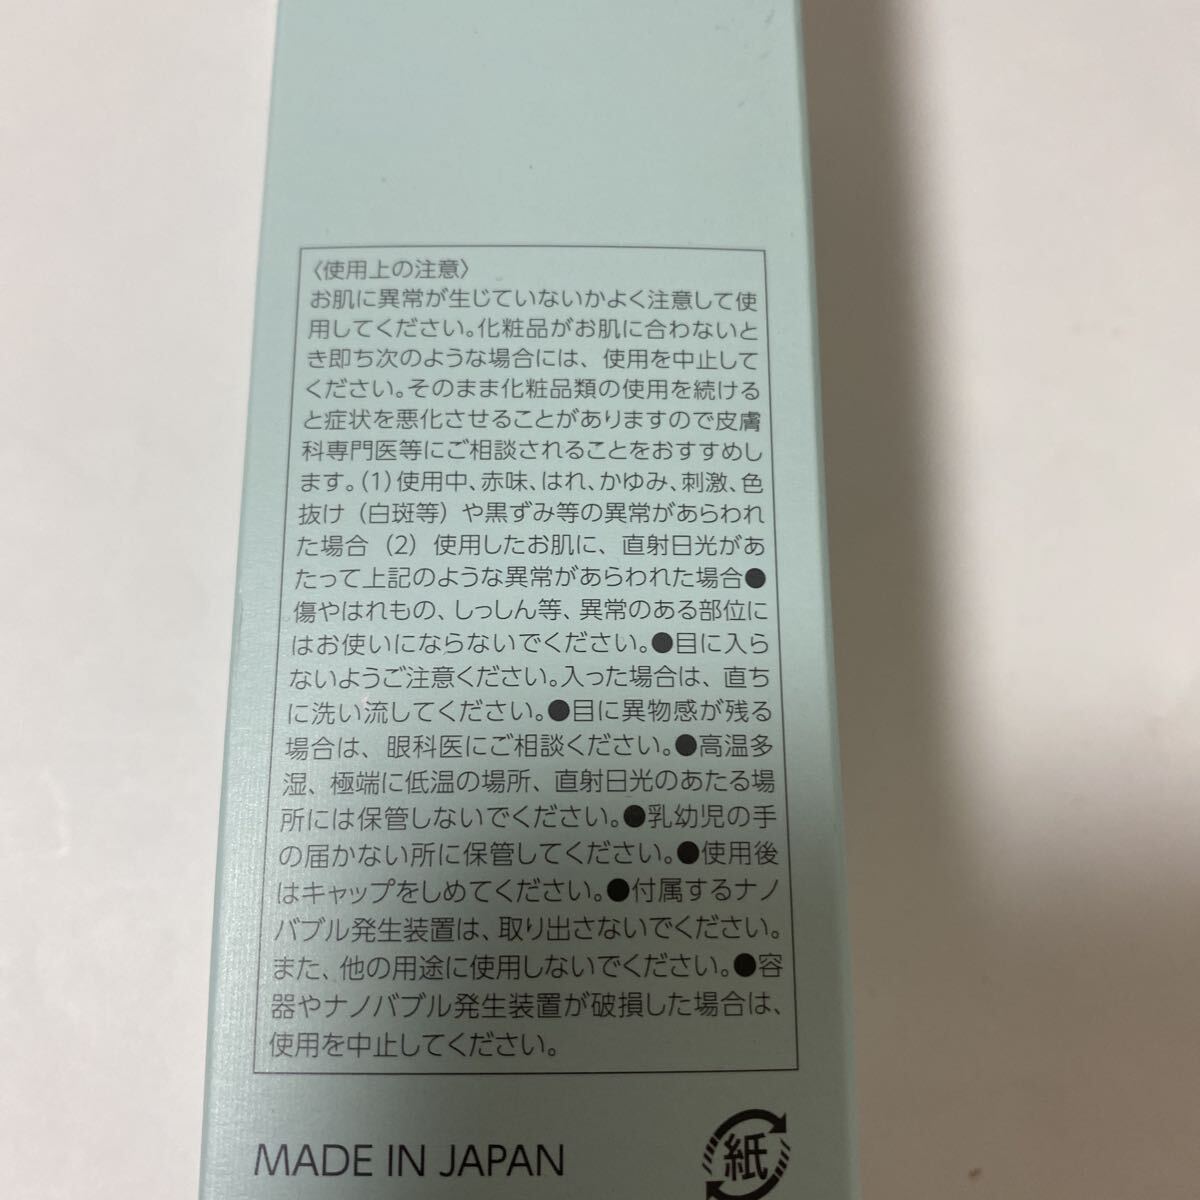 〈使用上の注意〉
お肌に異常が生じていないかよく注意して使
用してください。化粧品がお肌に合わないと
き即ち次のような場合には、使用を中止して
ください。そのまま化粧品類の使用を続ける
と症状を悪化させることがありますので皮膚
科専門医等にご相談されることをおすすめし
ます。(1)使用中、赤味、はれ、かゆみ、刺激、色
抜け（白斑等）や黒ずみ等の異常があらわれ
た場合（2）使用したお肌に、直射日光があ
たって上記のような異常があらわれた場合●
傷やはれもの、しっしん等、異常のある部位に
はお使いにならないでください。●目に入ら
ないようご注意ください。入った場合は、直ち
に洗い流してください。●目に異物感が残る
場合は、眼科医にご相談ください。●高温多
湿、極端に低温の場所、直射日光のあたる場
所には保管しないでください。●乳幼児の手
の届かない所に保管してください。●使用後
はキャップをしめてください。●付属するナノ
バブル発生装置は、取り出さないでください。
また、他の用途に使用しないでください。●容
器やナノバブル発生装置が破損した場合は、
使用を中止してください。
MADE IN JAPAN
紙